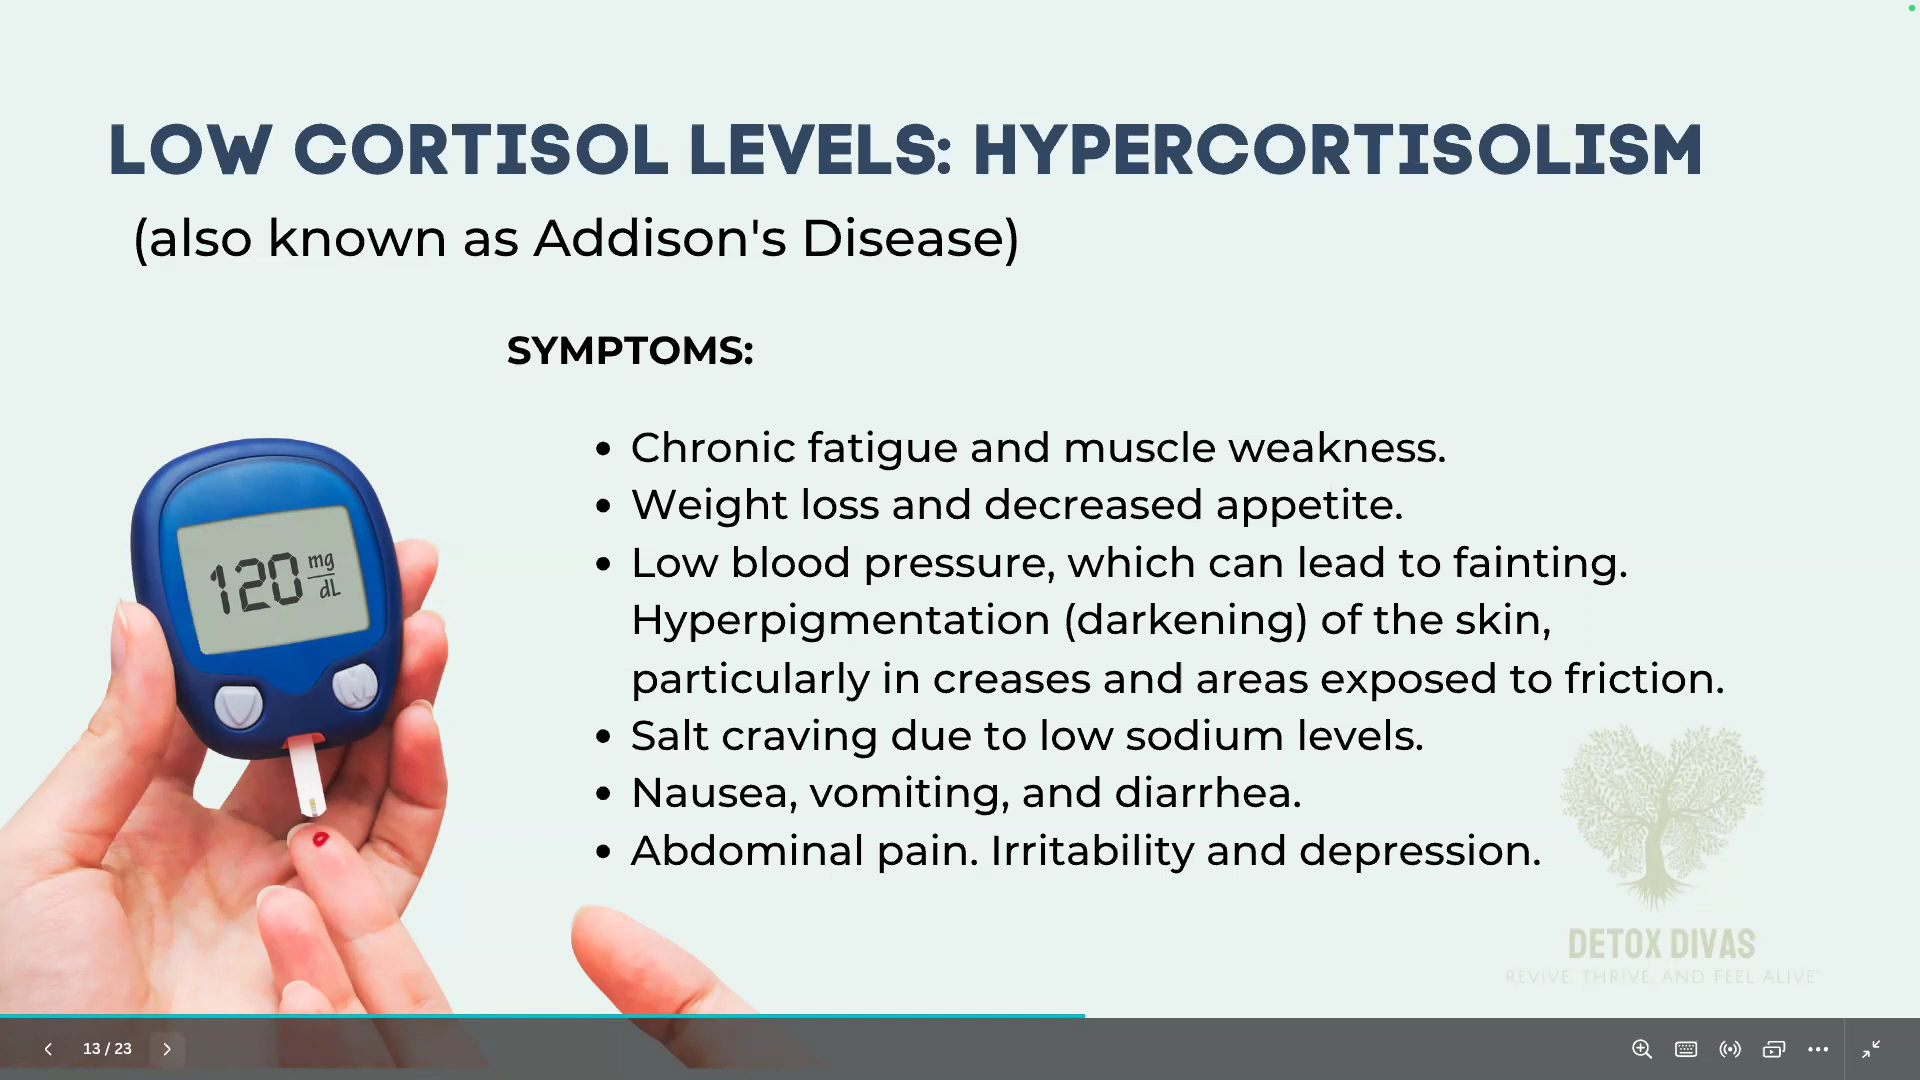 LOW CORTISOL LEVELS: HYPERCORTISOLISM
(also known as Addison's Disease)
SYMPTOMS:
• Chronic fatigue and muscle weakness.
• Weight loss and decreased appetite.
• Low blood pressure, which can lead to fainting.
Hyperpigmentation (darkening) of the skin,
particularly in creases and areas exposed to friction.
• Salt craving due to low sodium levels.
• Nausea, vomiting, and diarrhea.
• Abdominal pain. Irritability and depression.
120 mg/dL
DETOX DIVAS
REVIVE, THRIVE, AND FEEL ALIVE
13 / 23